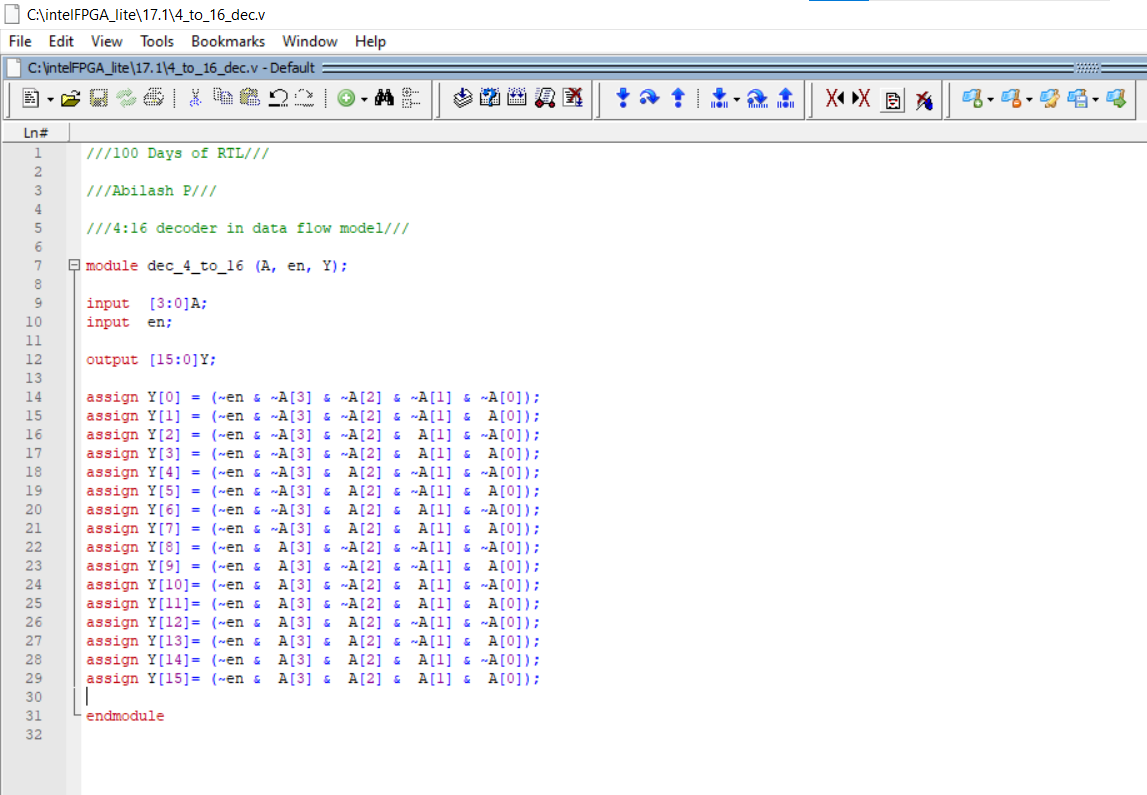 C:\intelFPGA_lite\17.1\4_to_16_dec.v
File Edit View Tools Bookmarks Window Help
C:\intelFPGA_lite\17.1\4_to_16_dec.v - Default
Ln#
1 ///100 Days of RTL///
2
3 ///Abilash P///
4
5 ///4:16 decoder in data flow model///
6
7 module dec_4_to_16 (A, en, Y);
8
9 input  [3:0]A;
10 input  en;
11
12 output [15:0]Y;
13
14 assign Y[0] = (~en & ~A[3] & ~A[2] & ~A[1] & ~A[0]);
15 assign Y[1] = (~en & ~A[3] & ~A[2] & ~A[1] &  A[0]);
16 assign Y[2] = (~en & ~A[3] & ~A[2] &  A[1] & ~A[0]);
17 assign Y[3] = (~en & ~A[3] & ~A[2] &  A[1] &  A[0]);
18 assign Y[4] = (~en & ~A[3] &  A[2] & ~A[1] & ~A[0]);
19 assign Y[5] = (~en & ~A[3] &  A[2] & ~A[1] &  A[0]);
20 assign Y[6] = (~en & ~A[3] &  A[2] &  A[1] & ~A[0]);
21 assign Y[7] = (~en & ~A[3] &  A[2] &  A[1] &  A[0]);
22 assign Y[8] = (~en &  A[3] & ~A[2] & ~A[1] & ~A[0]);
23 assign Y[9] = (~en &  A[3] & ~A[2] & ~A[1] &  A[0]);
24 assign Y[10]= (~en &  A[3] & ~A[2] &  A[1] & ~A[0]);
25 assign Y[11]= (~en &  A[3] & ~A[2] &  A[1] &  A[0]);
26 assign Y[12]= (~en &  A[3] &  A[2] & ~A[1] & ~A[0]);
27 assign Y[13]= (~en &  A[3] &  A[2] & ~A[1] &  A[0]);
28 assign Y[14]= (~en &  A[3] &  A[2] &  A[1] & ~A[0]);
29 assign Y[15]= (~en &  A[3] &  A[2] &  A[1] &  A[0]);
30
31 endmodule
32